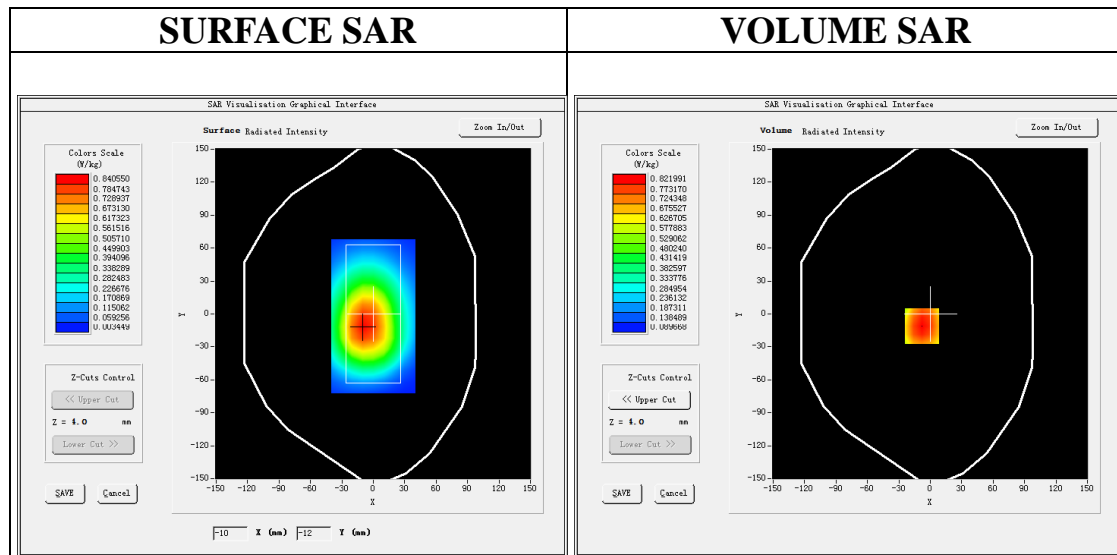 SURFACE SAR
VOLUME SAR
SAR Visualisation Graphical Interface
Surface Radiated Intensity
Zoom In/Out
Colors Scale
(W/kg)
0.840550
0.784743
0.728937
0.673130
0.617323
0.561516
0.505710
0.449903
0.394096
0.338289
0.282483
0.226676
0.170869
0.115062
0.059256
0.003449
Z-Cuts Control
<< Upper Cut
Z = 4.0 mm
Lower Cut >>
SAVE Cancel
150
120
90
60
30
0
-30
-60
-90
-120
-150
Y
-150 -120 -90 -60 -30 0 30 60 90 120 150
X
-10 X (mm) -12 Y (mm)
SAR Visualisation Graphical Interface
Volume Radiated Intensity
Zoom In/Out
Colors Scale
(W/kg)
0.821991
0.773170
0.724348
0.675527
0.626705
0.577883
0.529062
0.480240
0.431419
0.382597
0.333776
0.284954
0.236132
0.187311
0.138489
0.089668
Z-Cuts Control
<< Upper Cut
Z = 4.0 mm
Lower Cut >>
SAVE Cancel
150
120
90
60
30
0
-30
-60
-90
-120
-150
Y
-150 -120 -90 -60 -30 0 30 60 90 120 150
X